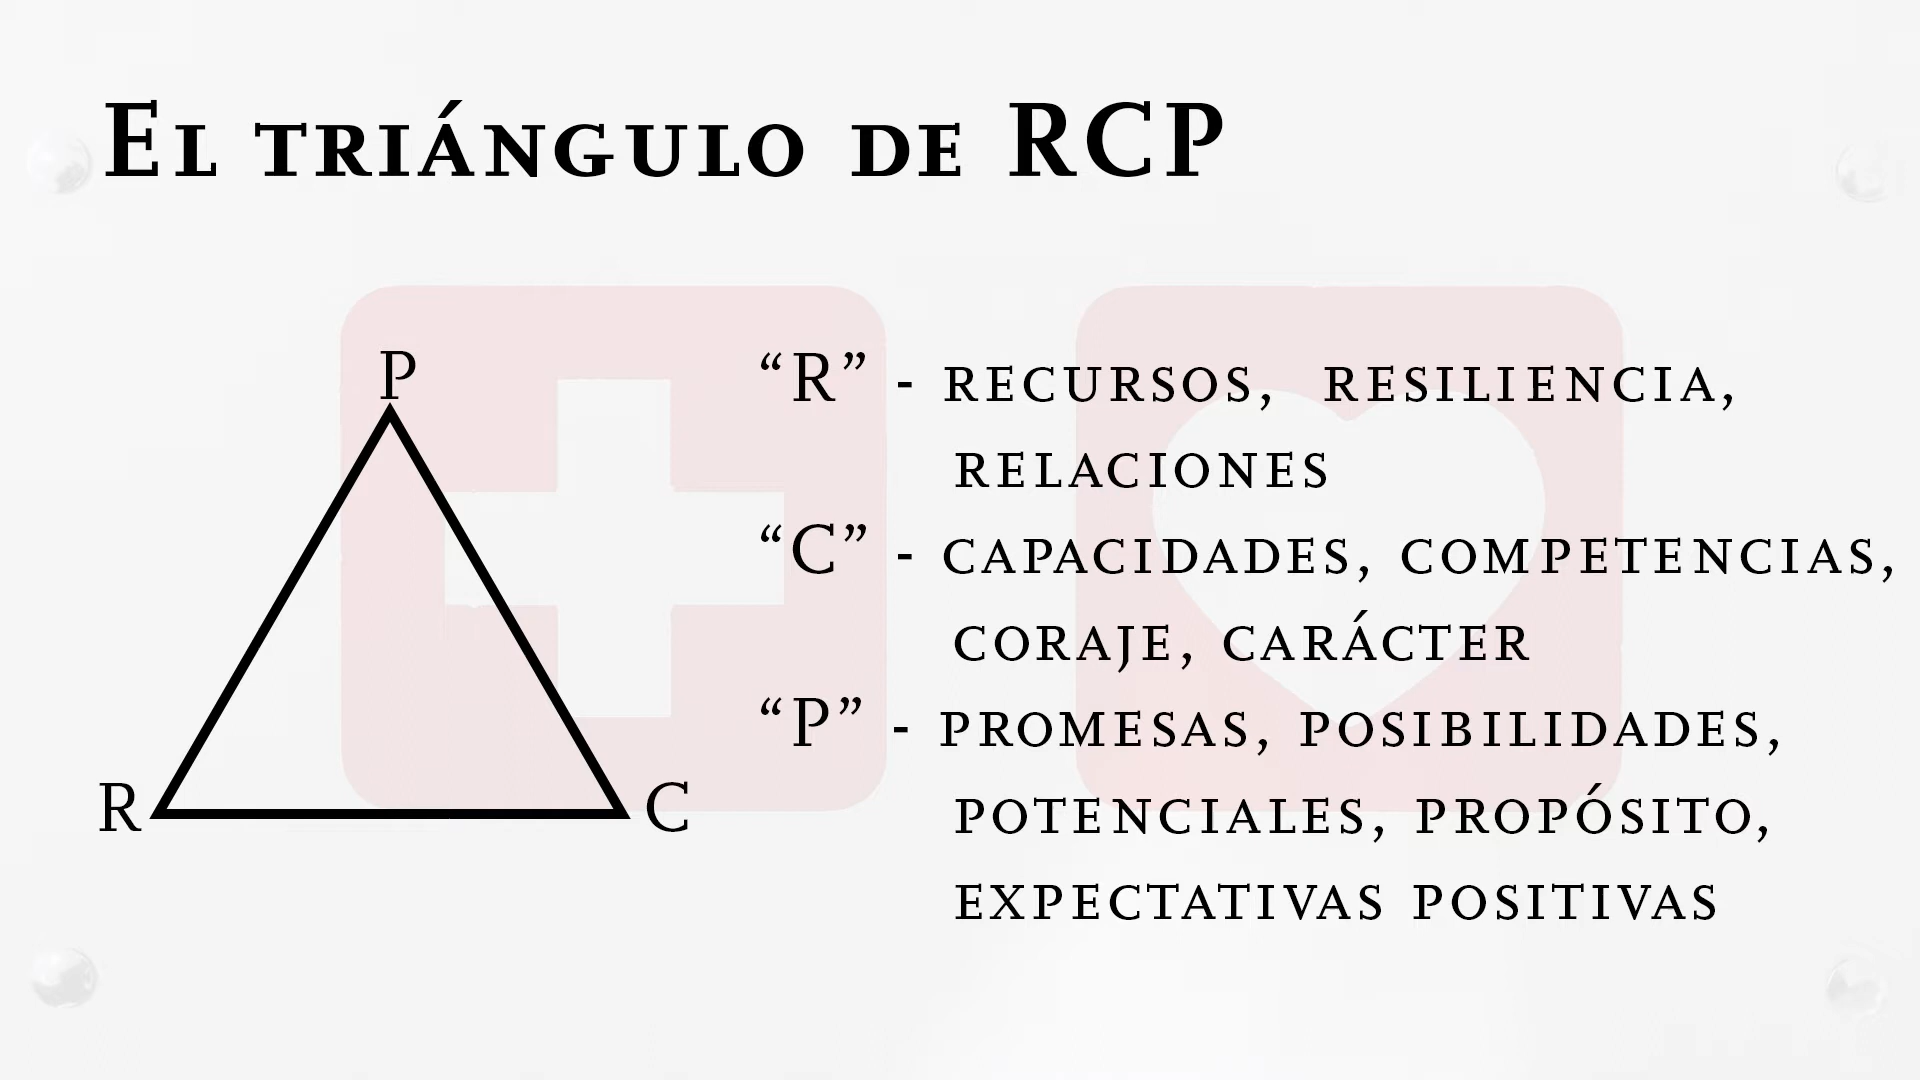 El triángulo de RCP
P
R
C
“R” - recursos, resiliencia,
relaciones
“C” - capacidades, competencias,
coraje, carácter
“P” - promesas, posibilidades,
potenciales, propósito,
expectativas positivas